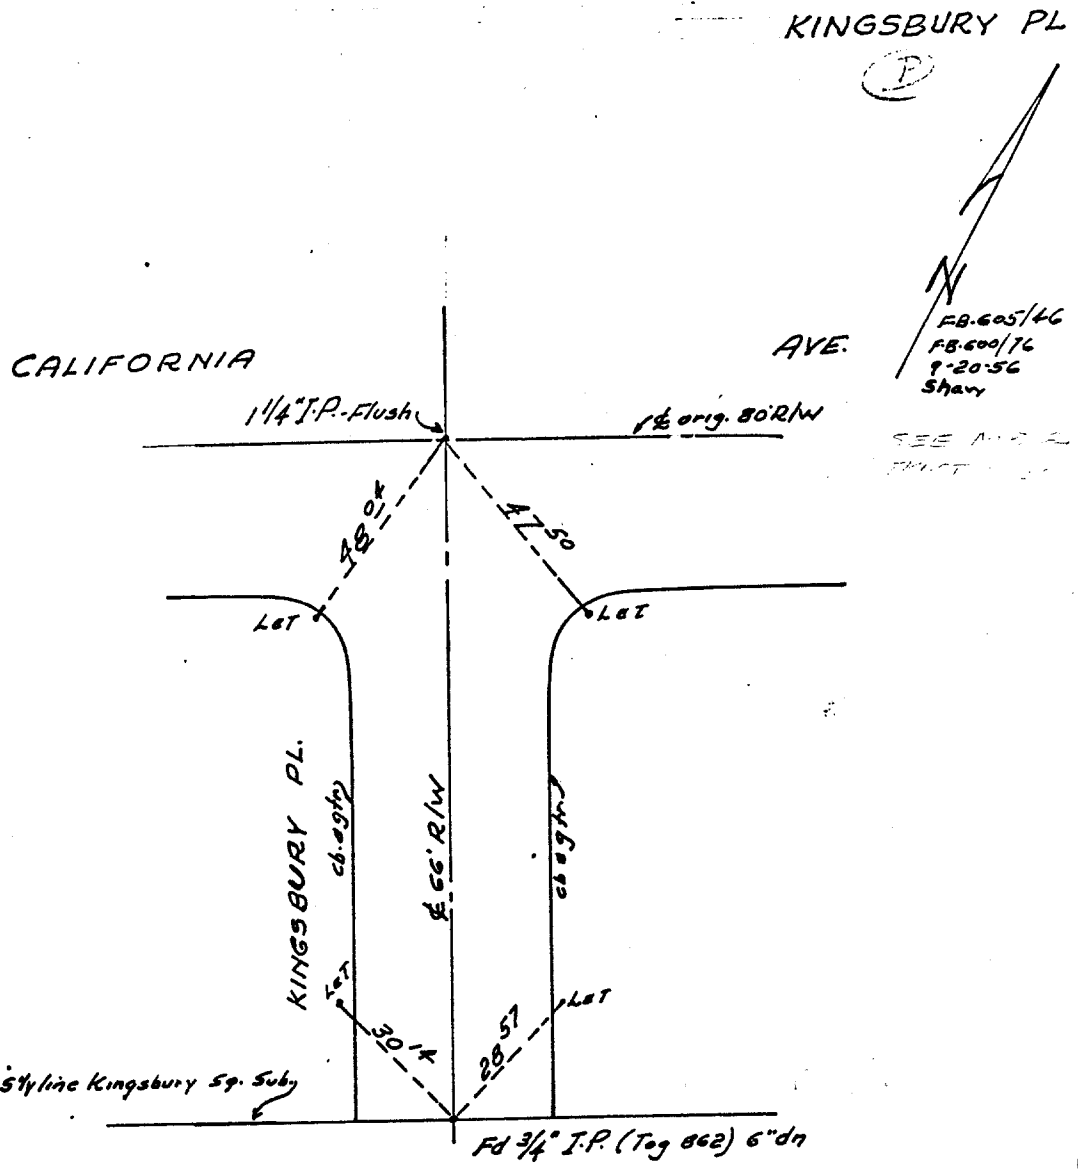 KINGSBURY PL
P
N
FB.605/46
FB.600/76
9-20-56
Shaw
CALIFORNIA AVE.
1 1/4" I.P.-Flush
℄ orig. 80' R/W
SEE
48 04
47 50
L&T
L&T
KINGSBURY PL.
cb.&gtr
℄ 66' R/W
cb&gtr
L&T
L&T
30 14
28 57
S'ly line Kingsbury Sq. Sub.
Fd 3/4" I.P. (Tag 862) 6" dn